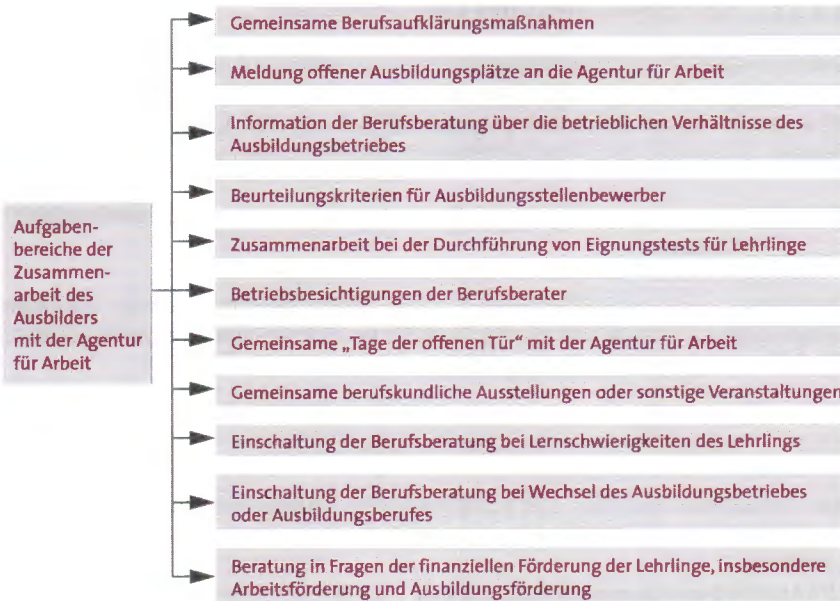 Gemeinsame Berufsaufklärungsmaßnahmen
Meldung offener Ausbildungsplätze an die Agentur für Arbeit
Information der Berufsberatung über die betrieblichen Verhältnisse des
Ausbildungsbetriebes
Beurteilungskriterien für Ausbildungsstellenbewerber
Aufgaben-
bereiche der
Zusammen-
arbeit des
Ausbilders
mit der Agentur
für Arbeit
Zusammenarbeit bei der Durchführung von Eignungstests für Lehrlinge
Betriebsbesichtigungen der Berufsberater
Gemeinsame „Tage der offenen Tür“ mit der Agentur für Arbeit
Gemeinsame berufskundliche Ausstellungen oder sonstige Veranstaltungen
Einschaltung der Berufsberatung bei Lernschwierigkeiten des Lehrlings
Einschaltung der Berufsberatung bei Wechsel des Ausbildungsbetriebes
oder Ausbildungsberufes
Beratung in Fragen der finanziellen Förderung der Lehrlinge, insbesondere
Arbeitsförderung und Ausbildungsförderung